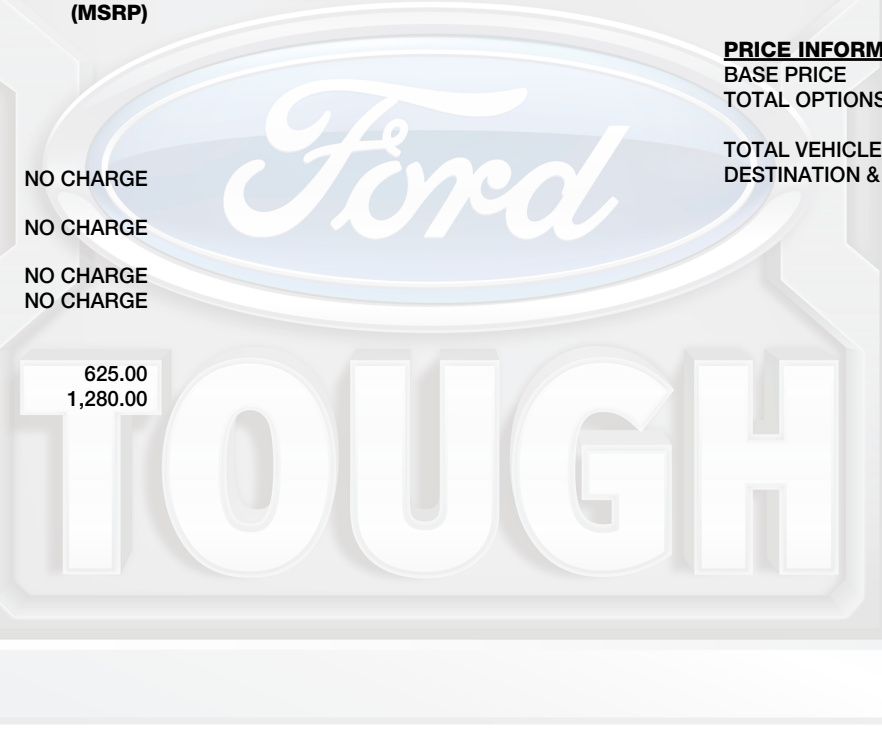 (MSRP)
NO CHARGE
NO CHARGE
NO CHARGE
NO CHARGE
625.00
1,280.00
PRICE INFORM
BASE PRICE
TOTAL OPTIONS
TOTAL VEHICLE
DESTINATION &
Ford
TOUGH